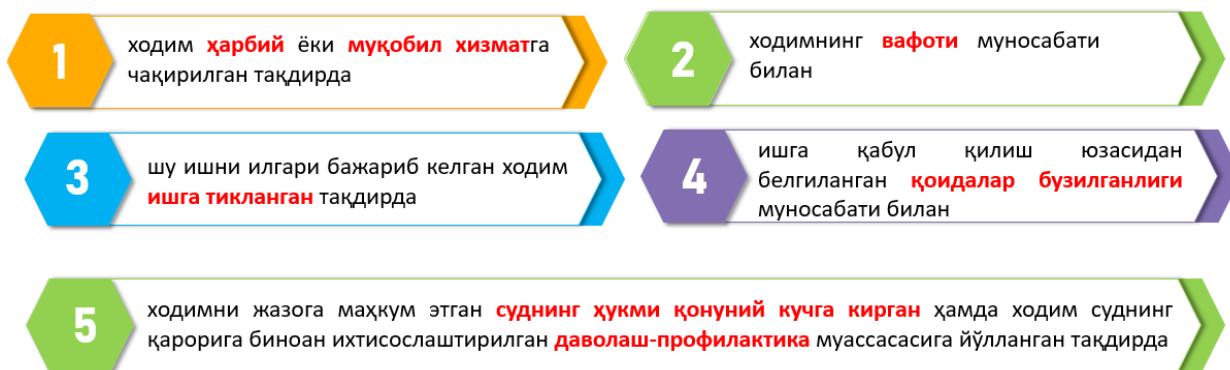 1
ходим ҳарбий ёки муқобил хизматга
чақирилган тақдирда
2
ходимнинг вафоти муносабати
билан
3
шу ишни илгари бажариб келган ходим
ишга тикланган тақдирда
4
ишга қабул қилиш юзасидан
белгиланган қоидалар бузилганлиги
муносабати билан
5
ходимни жазога маҳкум этган суднинг ҳукми қонуний кучга кирган ҳамда ходим суднинг
қарорига биноан ихтисослаштирилган даволаш-профилактика муассасасига йўлланган тақдирда